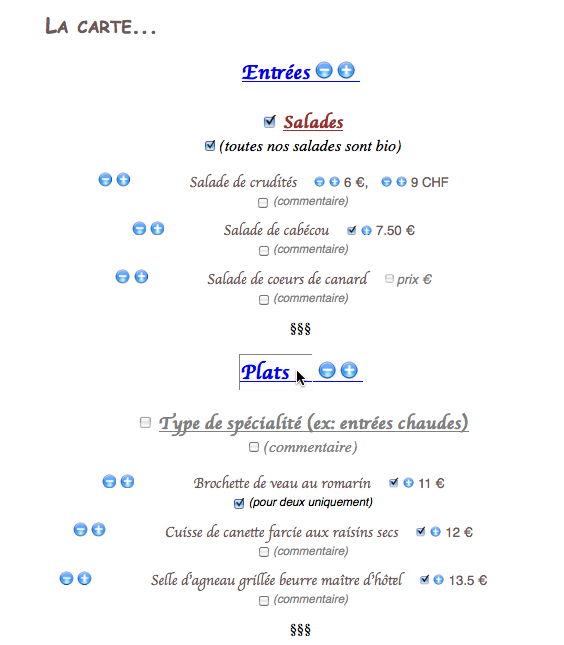 La carte...
Entrées
Salades
(toutes nos salades sont bio)
Salade de crudités 6 €, 9 CHF
(commentaire)
Salade de cabécou 7.50 €
(commentaire)
Salade de coeurs de canard prix €
(commentaire)
§§§
Plats
Type de spécialité (ex: entrées chaudes)
(commentaire)
Brochette de veau au romarin 11 €
(pour deux uniquement)
Cuisse de canette farcie aux raisins secs 12 €
(commentaire)
Selle d'agneau grillée beurre maître d'hôtel 13.5 €
(commentaire)
§§§